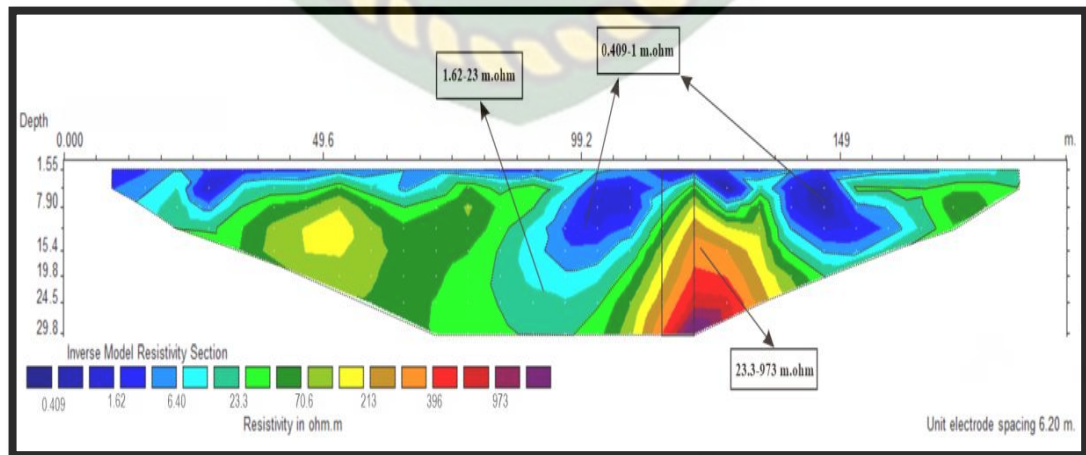 0.409-1 m.ohm
1.62-23 m.ohm
Depth
0.000 49.6 99.2 149 m.
1.55
7.90
15.4
19.8
24.5
29.8
23.3-973 m.ohm
Inverse Model Resistivity Section
0.409 1.62 6.40 23.3 70.6 213 396 973
Resistivity in ohm.m
Unit electrode spacing 6.20 m.